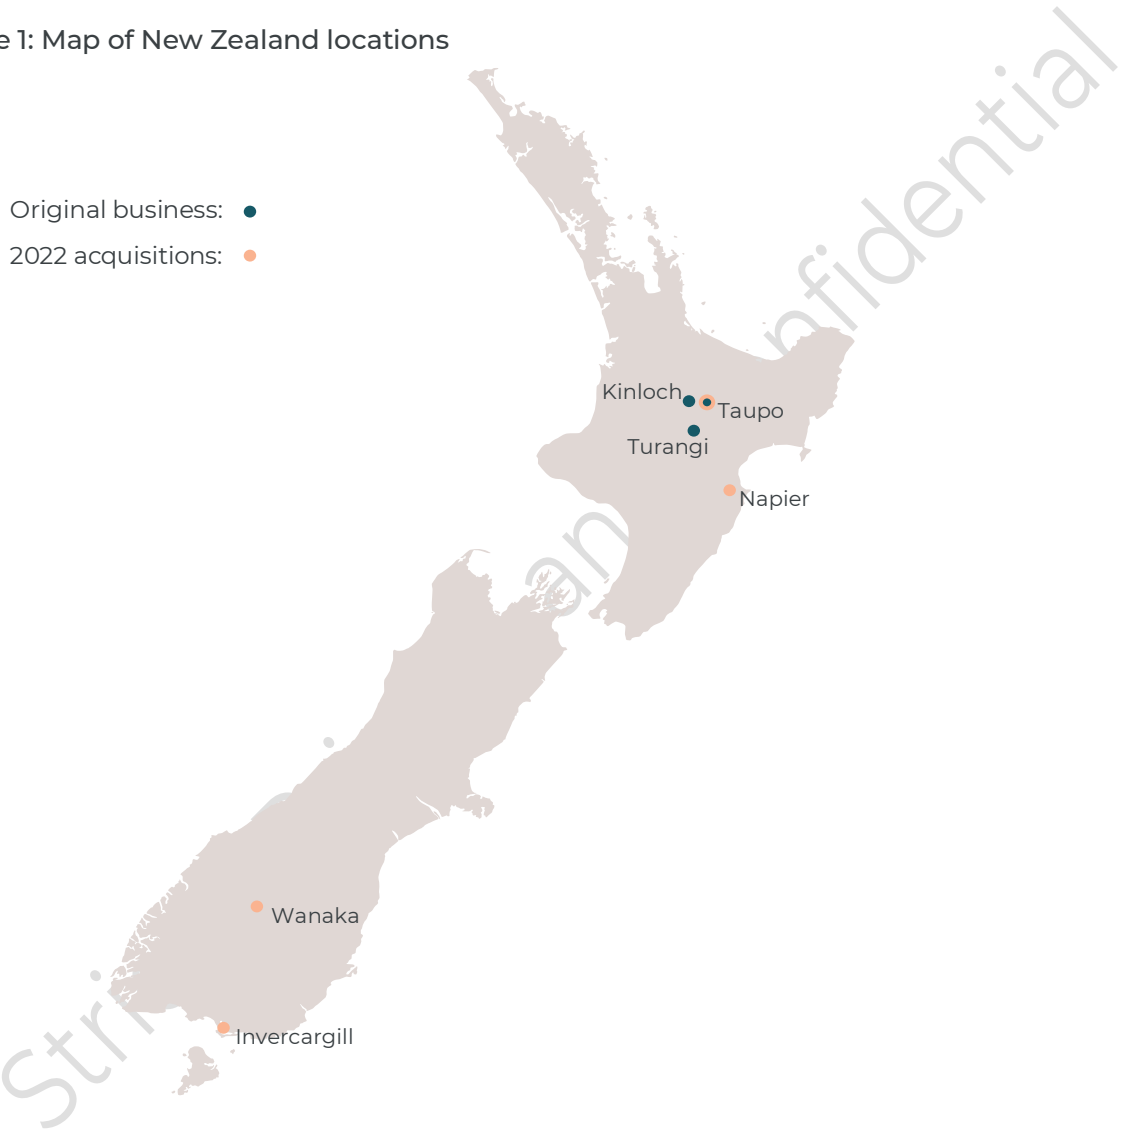 e 1: Map of New Zealand locations
Original business:
2022 acquisitions:
Kinloch
Taupo
Turangi
Napier
Wanaka
Invercargill